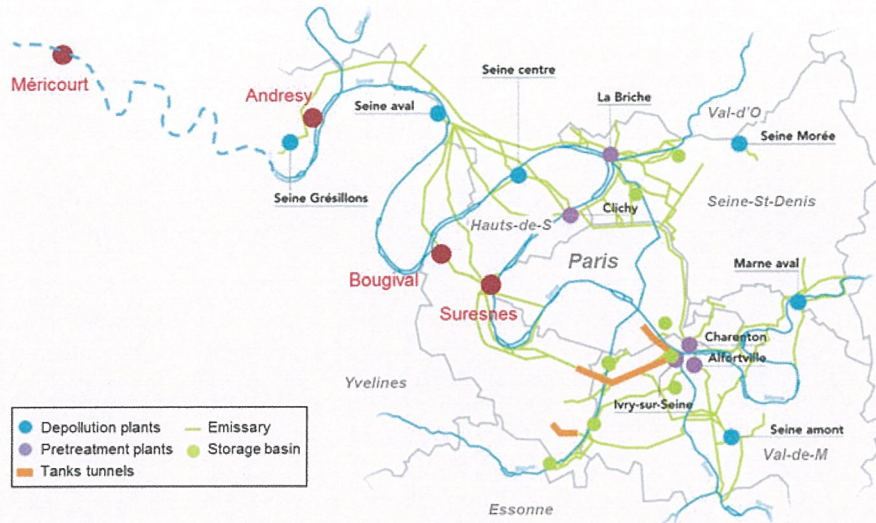 Méricourt
Andresy
Seine aval
Seine centre
La Briche
Val-d'O
Seine Morée
Seine Grésillons
Hauts-de-S
Clichy
Seine-St-Denis
Paris
Marne aval
Bougival
Suresnes
Charenton
Alfortville
Yvelines
Ivry-sur-Seine
Seine amont
Val-de-M
Essonne
Depollution plants
Emissary
Pretreatment plants
Storage basin
Tanks tunnels